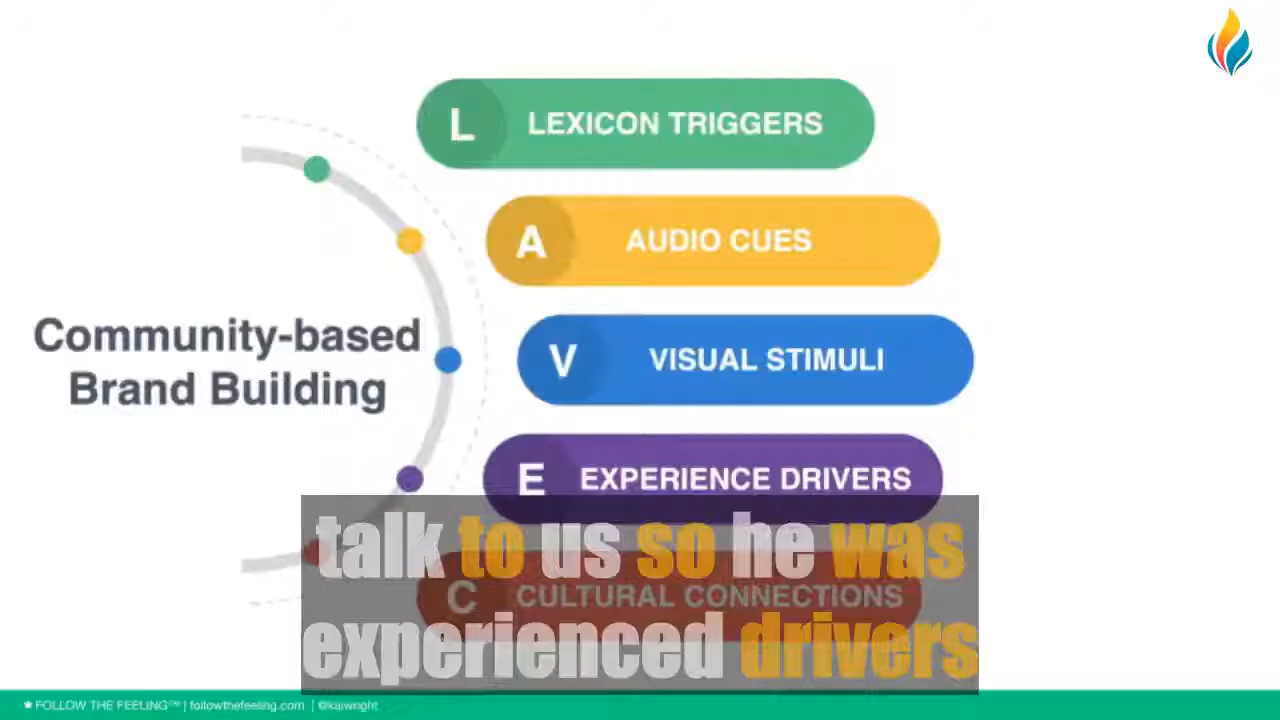 L LEXICON TRIGGERS
A AUDIO CUES
V VISUAL STIMULI
Community-based
Brand Building
E EXPERIENCE DRIVERS
C CULTURAL CONNECTIONS
talk to us so he was
experienced drivers
★ FOLLOW THE FEELING™ | followthefeeling.com | @kaiwright